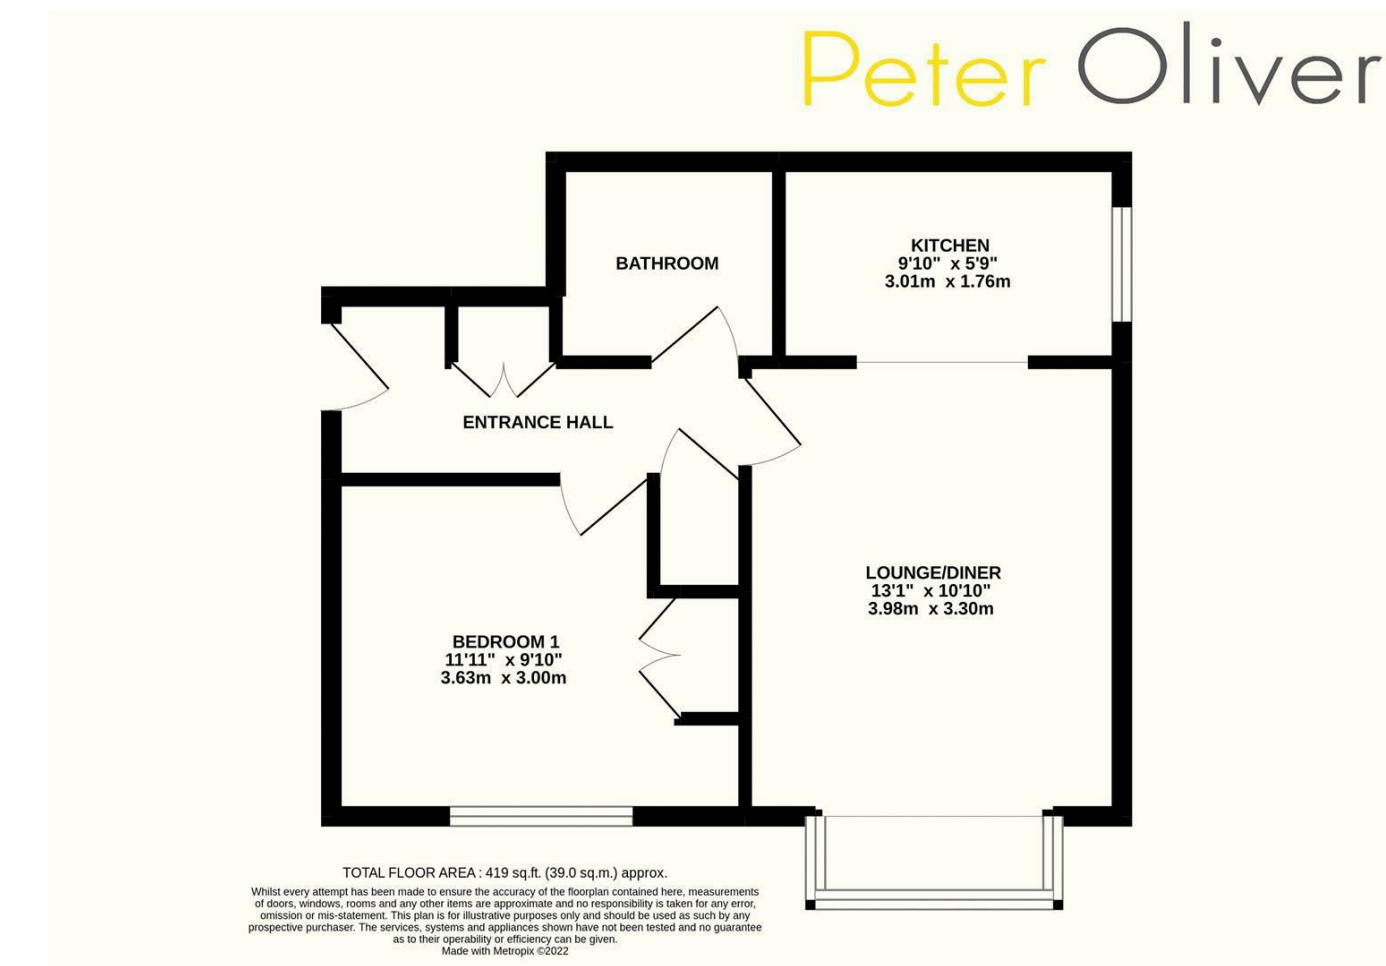 Peter Oliver
BATHROOM
KITCHEN
9'10" x 5'9"
3.01m x 1.76m
ENTRANCE HALL
LOUNGE/DINER
13'1" x 10'10"
3.98m x 3.30m
BEDROOM 1
11'11" x 9'10"
3.63m x 3.00m
TOTAL FLOOR AREA : 419 sq.ft. (39.0 sq.m.) approx.
Whilst every attempt has been made to ensure the accuracy of the floorplan contained here, measurements
of doors, windows, rooms and any other items are approximate and no responsibility is taken for any error,
omission or mis-statement. This plan is for illustrative purposes only and should be used as such by any
prospective purchaser. The services, systems and appliances shown have not been tested and no guarantee
as to their operability or efficiency can be given.
Made with Metropix ©2022